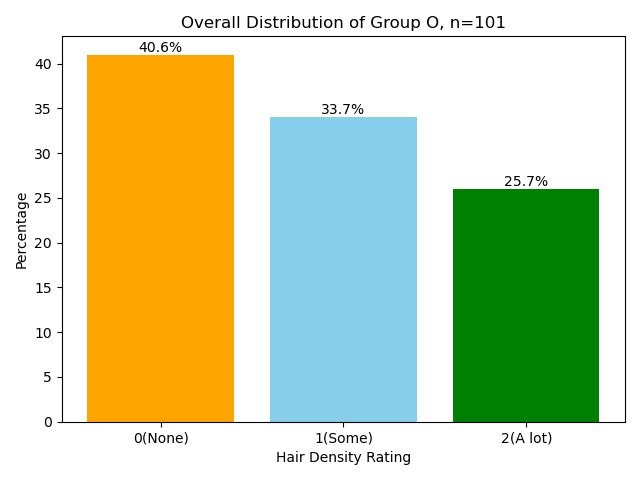 Overall Distribution of Group O, n=101
40.6%
33.7%
25.7%
Percentage
40
35
30
25
20
15
10
5
0
0(None)
1(Some)
2(A lot)
Hair Density Rating